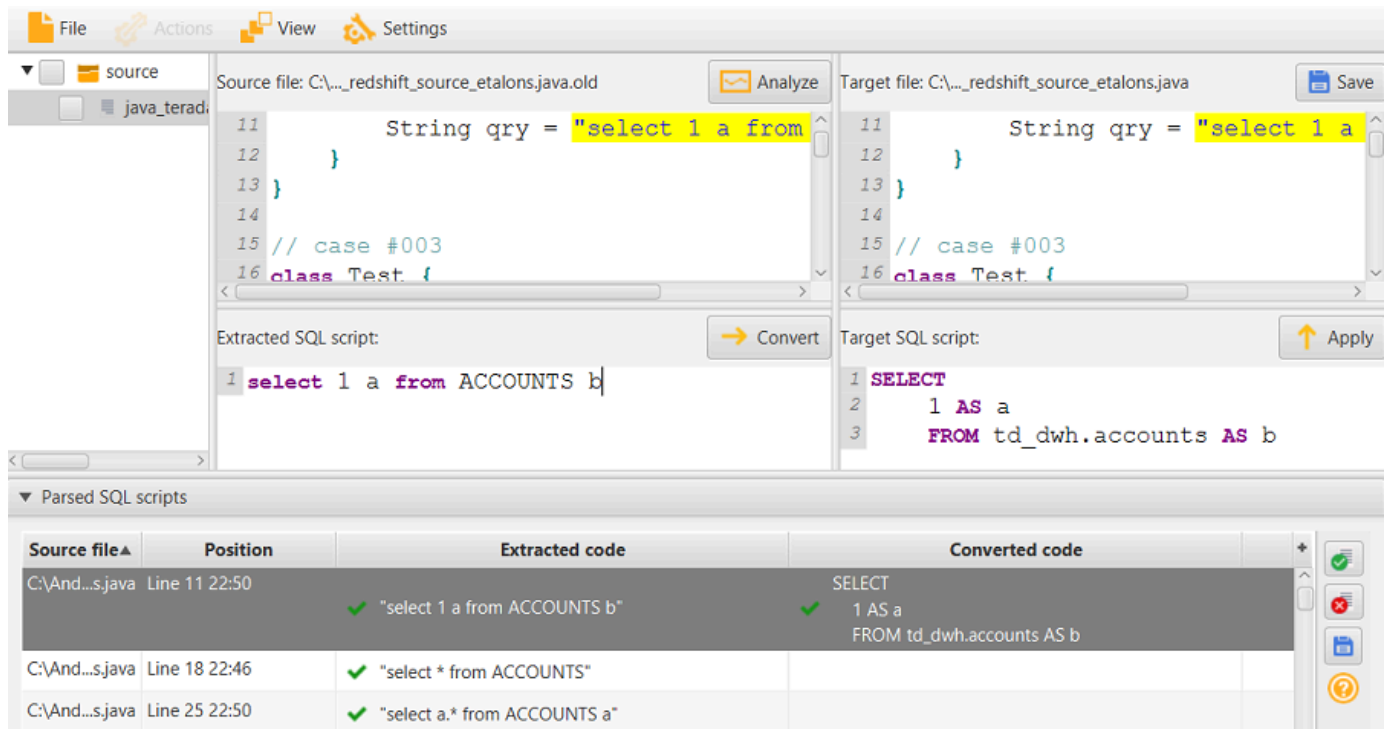 File Actions View Settings
source
java_terada
Source file: C:\..._redshift_source_etalons.java.old Analyze
11 String qry = "select 1 a from
12 }
13 }
14
15 // case #003
16 class Test {
Target file: C:\..._redshift_source_etalons.java Save
11 String qry = "select 1 a
12 }
13 }
14
15 // case #003
16 class Test {
Extracted SQL script: Convert
1 select 1 a from ACCOUNTS b
Target SQL script: Apply
1 SELECT
2 1 AS a
3 FROM td_dwh.accounts AS b
Parsed SQL scripts
Source file Position Extracted code Converted code +
C:\And...s.java Line 11 22:50 "select 1 a from ACCOUNTS b" SELECT
1 AS a
FROM td_dwh.accounts AS b
C:\And...s.java Line 18 22:46 "select * from ACCOUNTS"
C:\And...s.java Line 25 22:50 "select a.* from ACCOUNTS a"